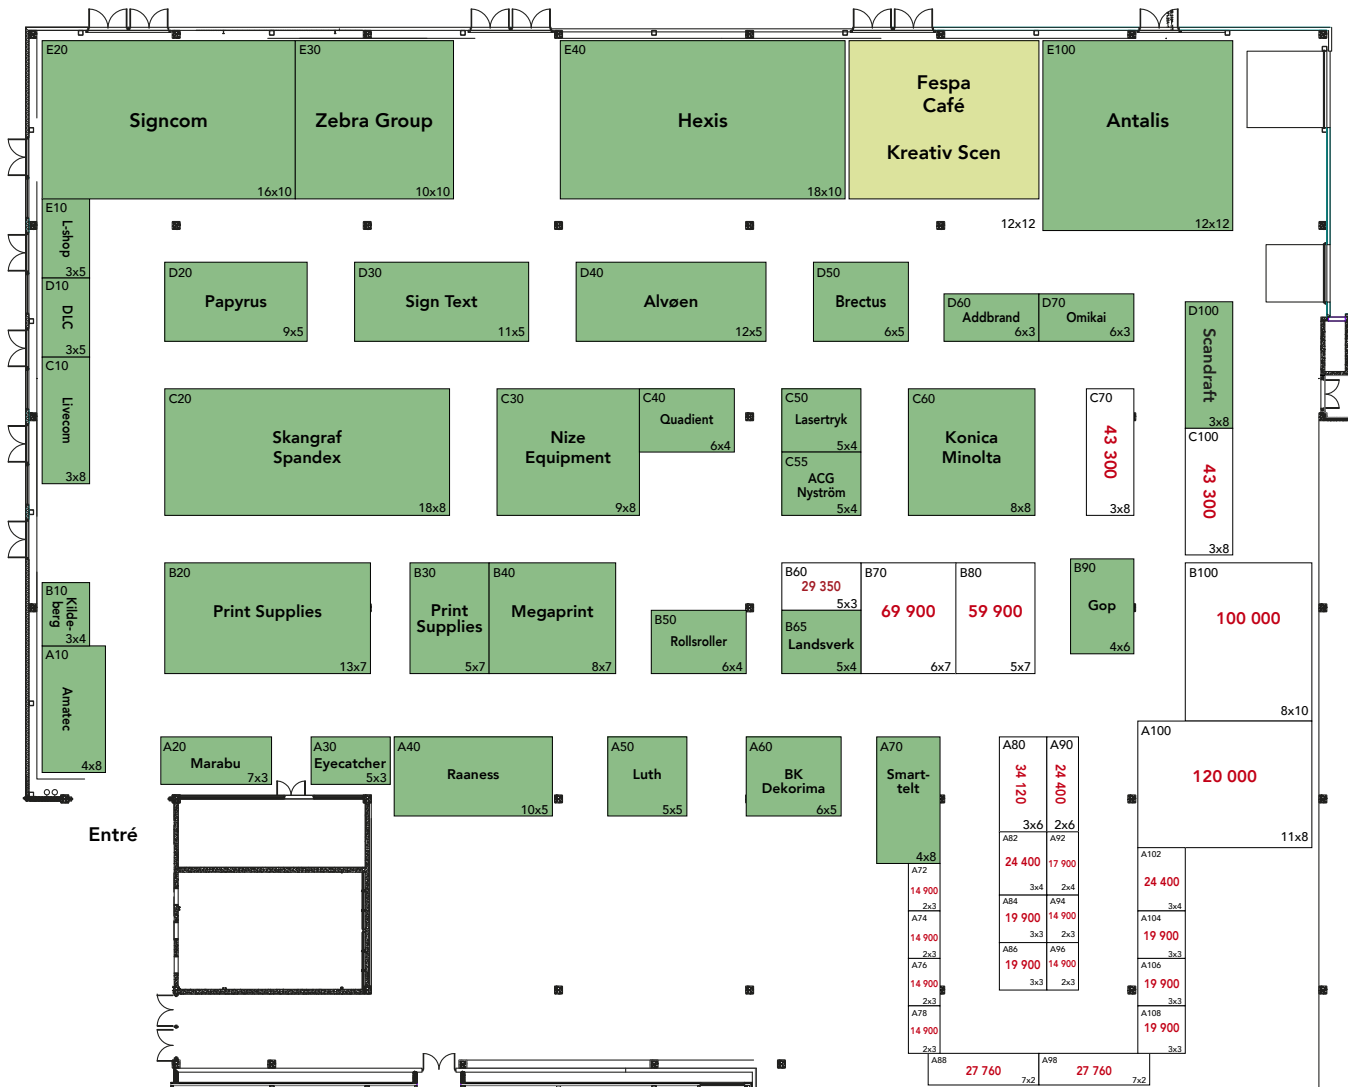 E20
Signcom
16x10
E30
Zebra Group
10x10
E40
Hexis
18x10
Fespa
Café
Kreativ Scen
12x12
E100
Antalis
12x12
E10
L-shop
3x5
D10
DLC
3x5
C10
Livecom
3x8
D20
Papyrus
9x5
D30
Sign Text
11x5
D40
Alvøen
12x5
D50
Brectus
6x5
D60
Addbrand
6x3
D70
Omikai
6x3
D100
Scandraft
3x8
C20
Skangraf
Spandex
18x8
C30
Nize
Equipment
9x8
C40
Quadient
6x4
C50
Lasertryk
5x4
C55
ACG
Nyström
5x4
C60
Konica
Minolta
8x8
C70
43 300
3x8
C100
43 300
3x8
B10
Kilde-
berg
3x4
A10
Amatec
4x8
B20
Print Supplies
13x7
B30
Print
Supplies
5x7
B40
Megaprint
8x7
B50
Rollsroller
6x4
B60
29 350
5x3
B65
Landsverk
5x4
B70
69 900
6x7
B80
59 900
5x7
B90
Gop
4x6
B100
100 000
8x10
A20
Marabu
7x3
A30
Eyecatcher
5x3
A40
Raaness
10x5
A50
Luth
5x5
A60
BK
Dekorima
6x5
A70
Smart-
telt
4x8
A80
34 120
3x6
A90
24 400
2x6
A100
120 000
11x8
Entré
A72
14 900
2x3
A74
14 900
2x3
A76
14 900
2x3
A78
14 900
2x3
A82
24 400
3x4
A92
17 900
2x4
A84
19 900
3x3
A94
14 900
2x3
A86
19 900
3x3
A96
14 900
2x3
A102
24 400
3x4
A104
19 900
3x3
A106
19 900
3x3
A108
19 900
3x3
A88
27 760
7x2
A98
27 760
7x2